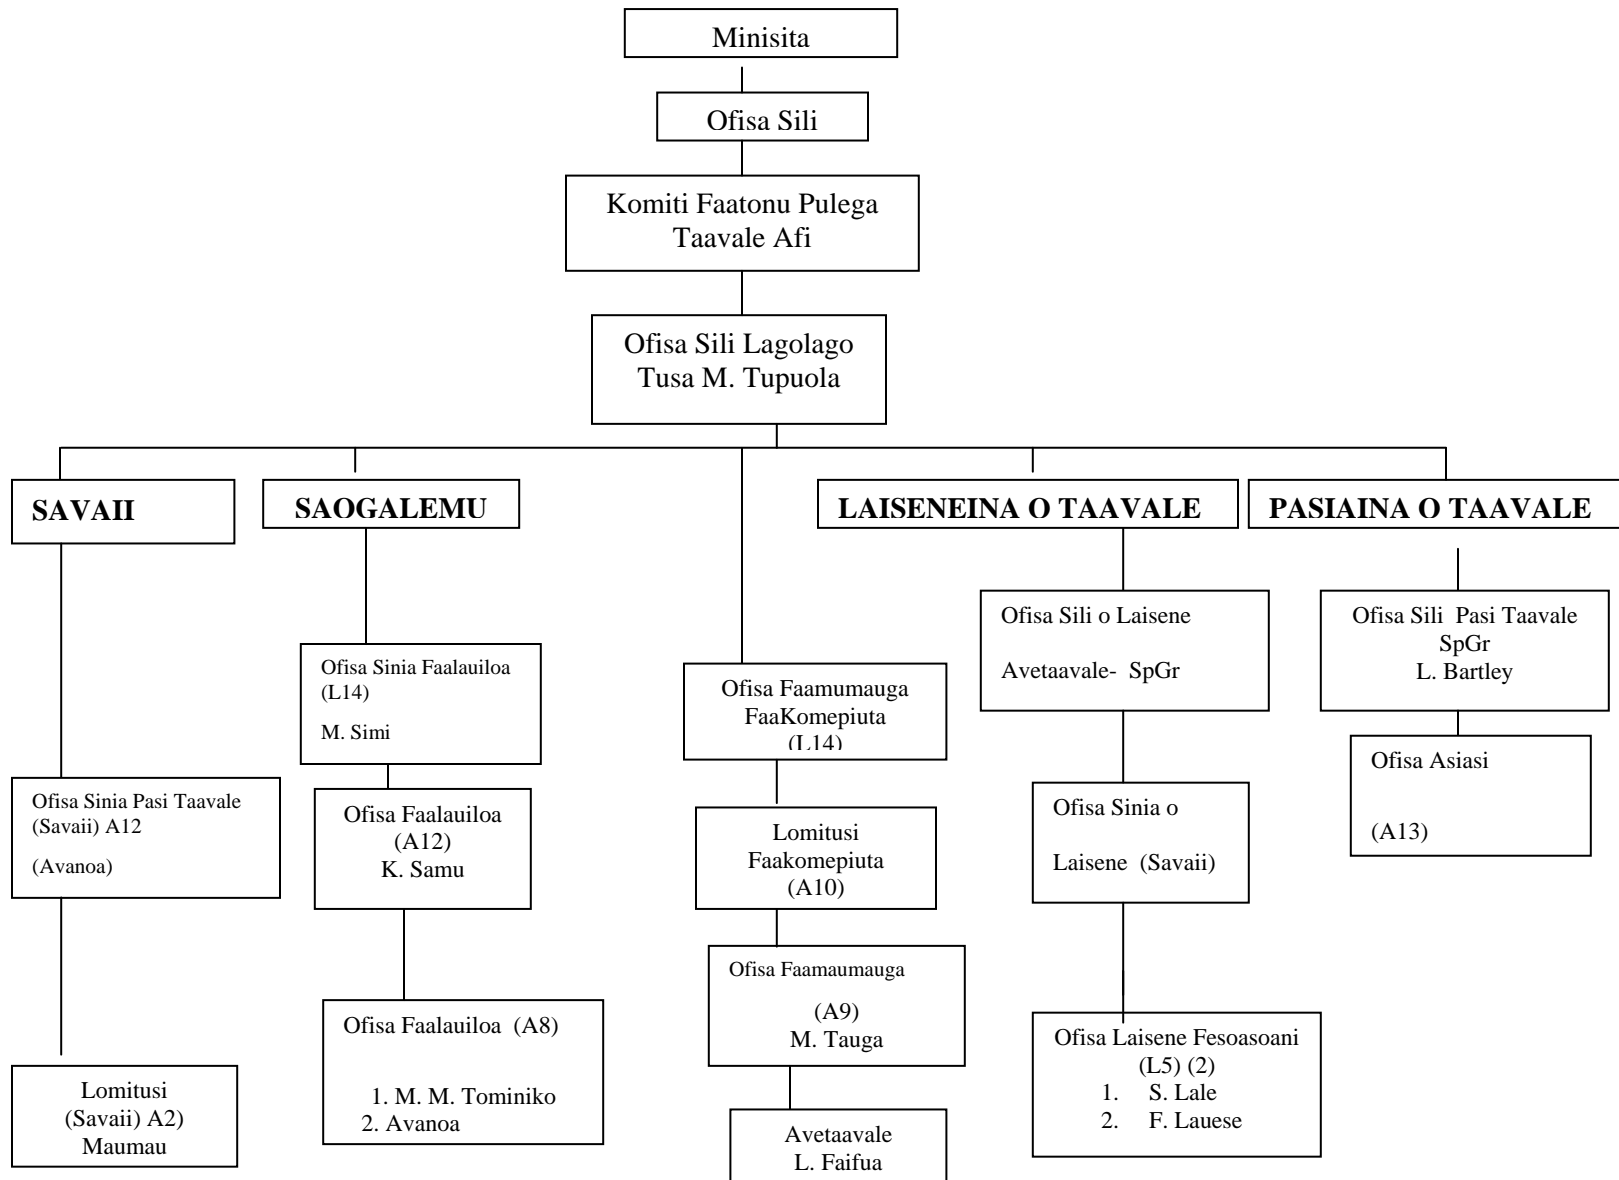 Minisita
Ofisa Sili
Komiti Faatonu Pulega
Taavale Afi
Ofisa Sili Lagolago
Tusa M. Tupuola
SAVAII
SAOGALEMU
LAISENEINA O TAAVALE
PASIAINA O TAAVALE
Ofisa Sinia Pasi Taavale
(Savaii) A12
(Avanoa)
Lomitusi
(Savaii) A2)
Maumau
Ofisa Sinia Faalauiloa
(L14)
M. Simi
Ofisa Faalauiloa
(A12)
K. Samu
Ofisa Faalauiloa (A8)
1. M. M. Tominiko
2. Avanoa
Ofisa Faamumauga
FaaKomepiuta
(L14)
Lomitusi
Faakomepiuta
(A10)
Ofisa Faamaumauga
(A9)
M. Tauga
Avetaavale
L. Faifua
Ofisa Sili o Laisene
Avetaavale- SpGr
Ofisa Sinia o
Laisene (Savaii)
Ofisa Laisene Fesoasoani
(L5) (2)
1. S. Lale
2. F. Lauese
Ofisa Sili Pasi Taavale
SpGr
L. Bartley
Ofisa Asiasi
(A13)